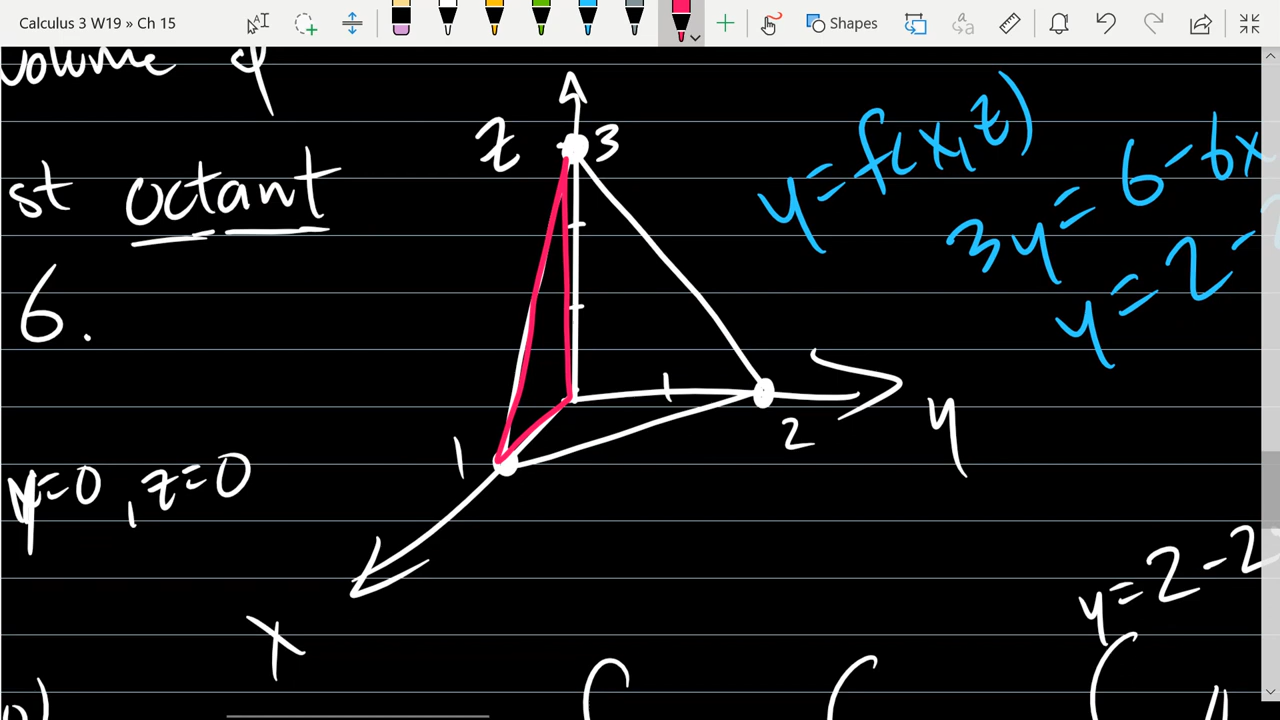 Calculus 3 W19 » Ch 15
Shapes
volume of
st octant
6.
y=0, z=0
z
3
1
1
2
y
x
y=f(x,z)
3y=6-6x
y=2-
y=2-2